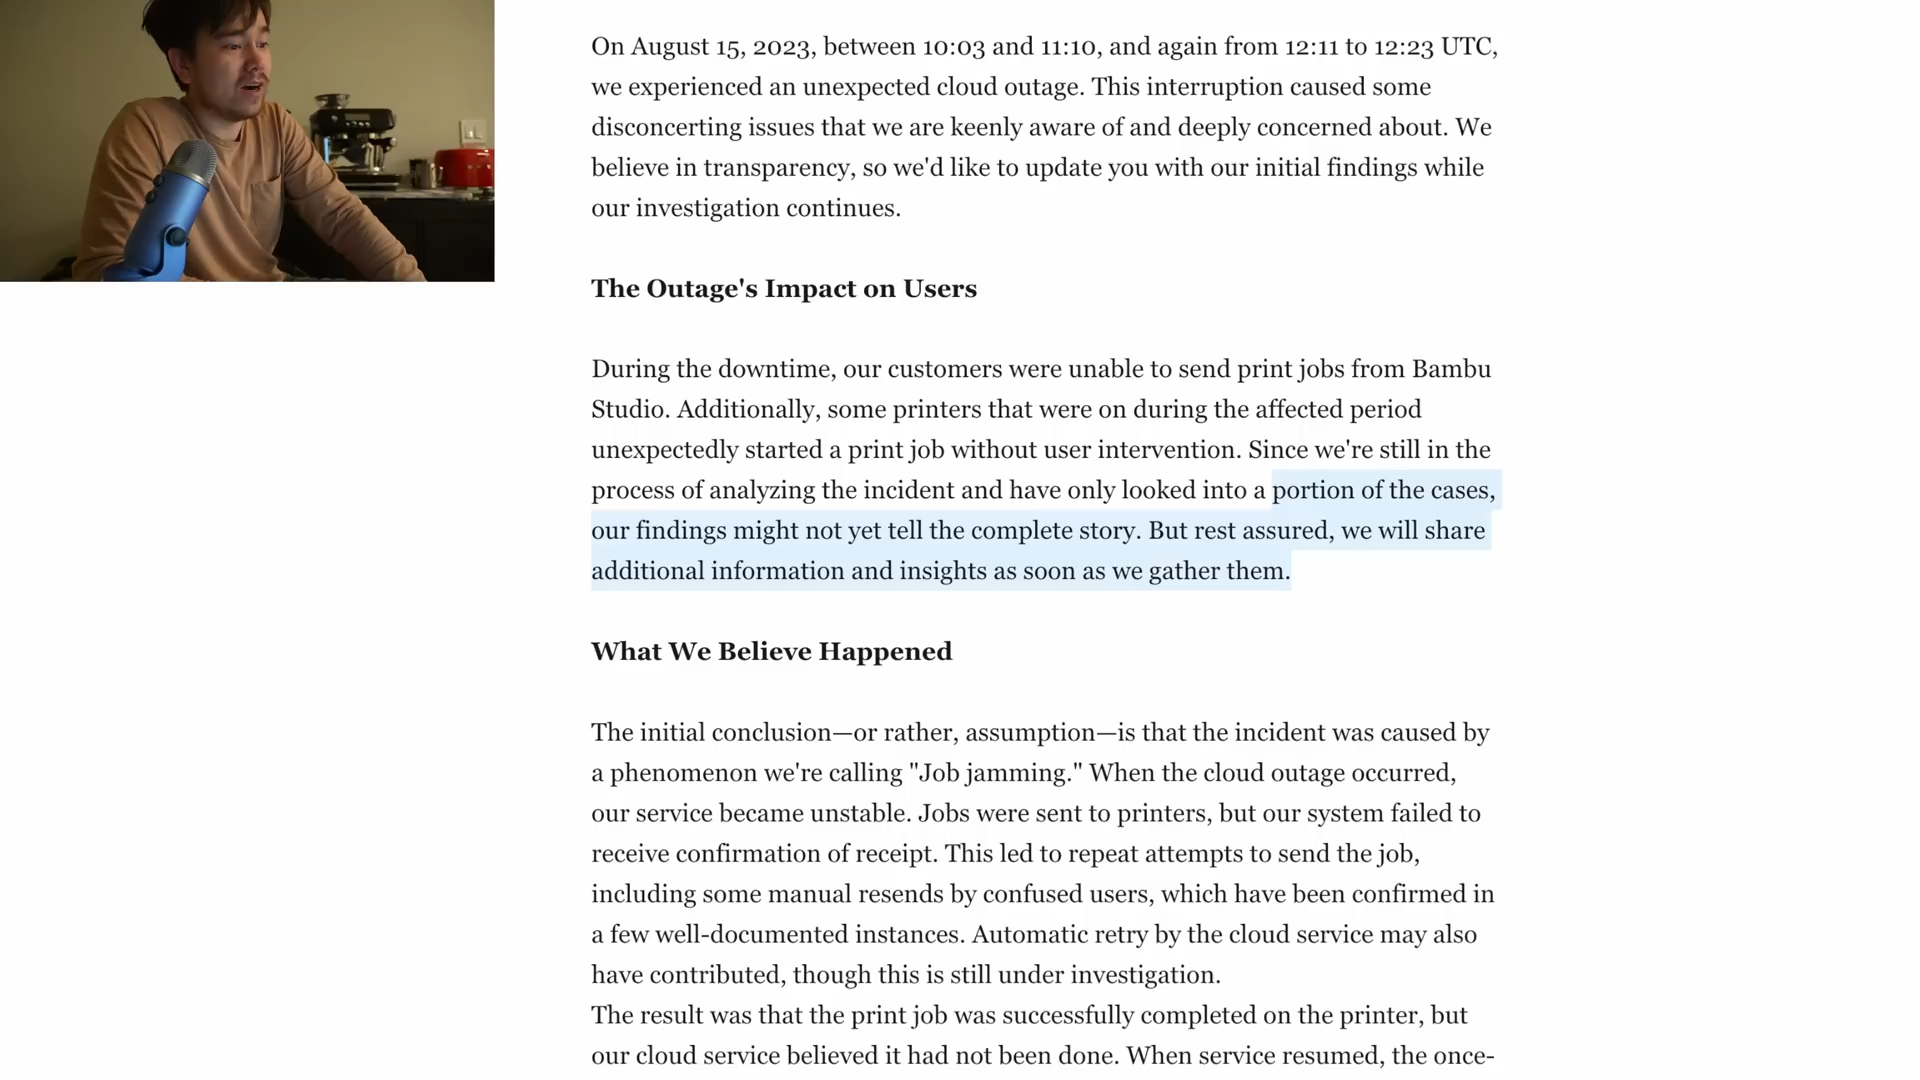 On August 15, 2023, between 10:03 and 11:10, and again from 12:11 to 12:23 UTC,
we experienced an unexpected cloud outage. This interruption caused some
disconcerting issues that we are keenly aware of and deeply concerned about. We
believe in transparency, so we'd like to update you with our initial findings while
our investigation continues.
The Outage's Impact on Users
During the downtime, our customers were unable to send print jobs from Bambu
Studio. Additionally, some printers that were on during the affected period
unexpectedly started a print job without user intervention. Since we're still in the
process of analyzing the incident and have only looked into a portion of the cases,
our findings might not yet tell the complete story. But rest assured, we will share
additional information and insights as soon as we gather them.
What We Believe Happened
The initial conclusion—or rather, assumption—is that the incident was caused by
a phenomenon we're calling "Job jamming." When the cloud outage occurred,
our service became unstable. Jobs were sent to printers, but our system failed to
receive confirmation of receipt. This led to repeat attempts to send the job,
including some manual resends by confused users, which have been confirmed in
a few well-documented instances. Automatic retry by the cloud service may also
have contributed, though this is still under investigation.
The result was that the print job was successfully completed on the printer, but
our cloud service believed it had not been done. When service resumed, the once-